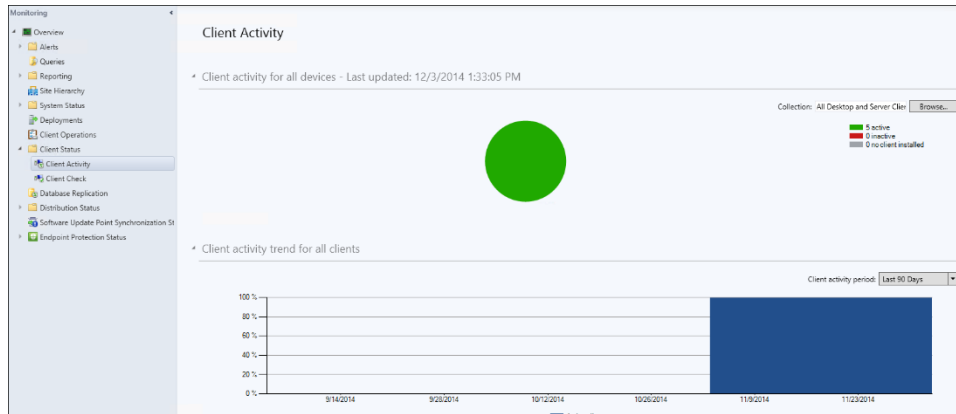 Monitoring
Overview
Alerts
Queries
Reporting
Site Hierarchy
System Status
Deployments
Client Operations
Client Status
Client Activity
Client Check
Database Replication
Distribution Status
Software Update Point Synchronization St
Endpoint Protection Status
Client Activity
Client activity for all devices - Last updated: 12/3/2014 1:33:05 PM
Collection: All Desktop and Server Clier Browse...
5 active
0 inactive
0 no client installed
Client activity trend for all clients
Client activity period: Last 90 Days
100 %
80 %
60 %
40 %
20 %
0 %
9/14/2014 9/28/2014 10/12/2014 10/26/2014 11/9/2014 11/23/2014